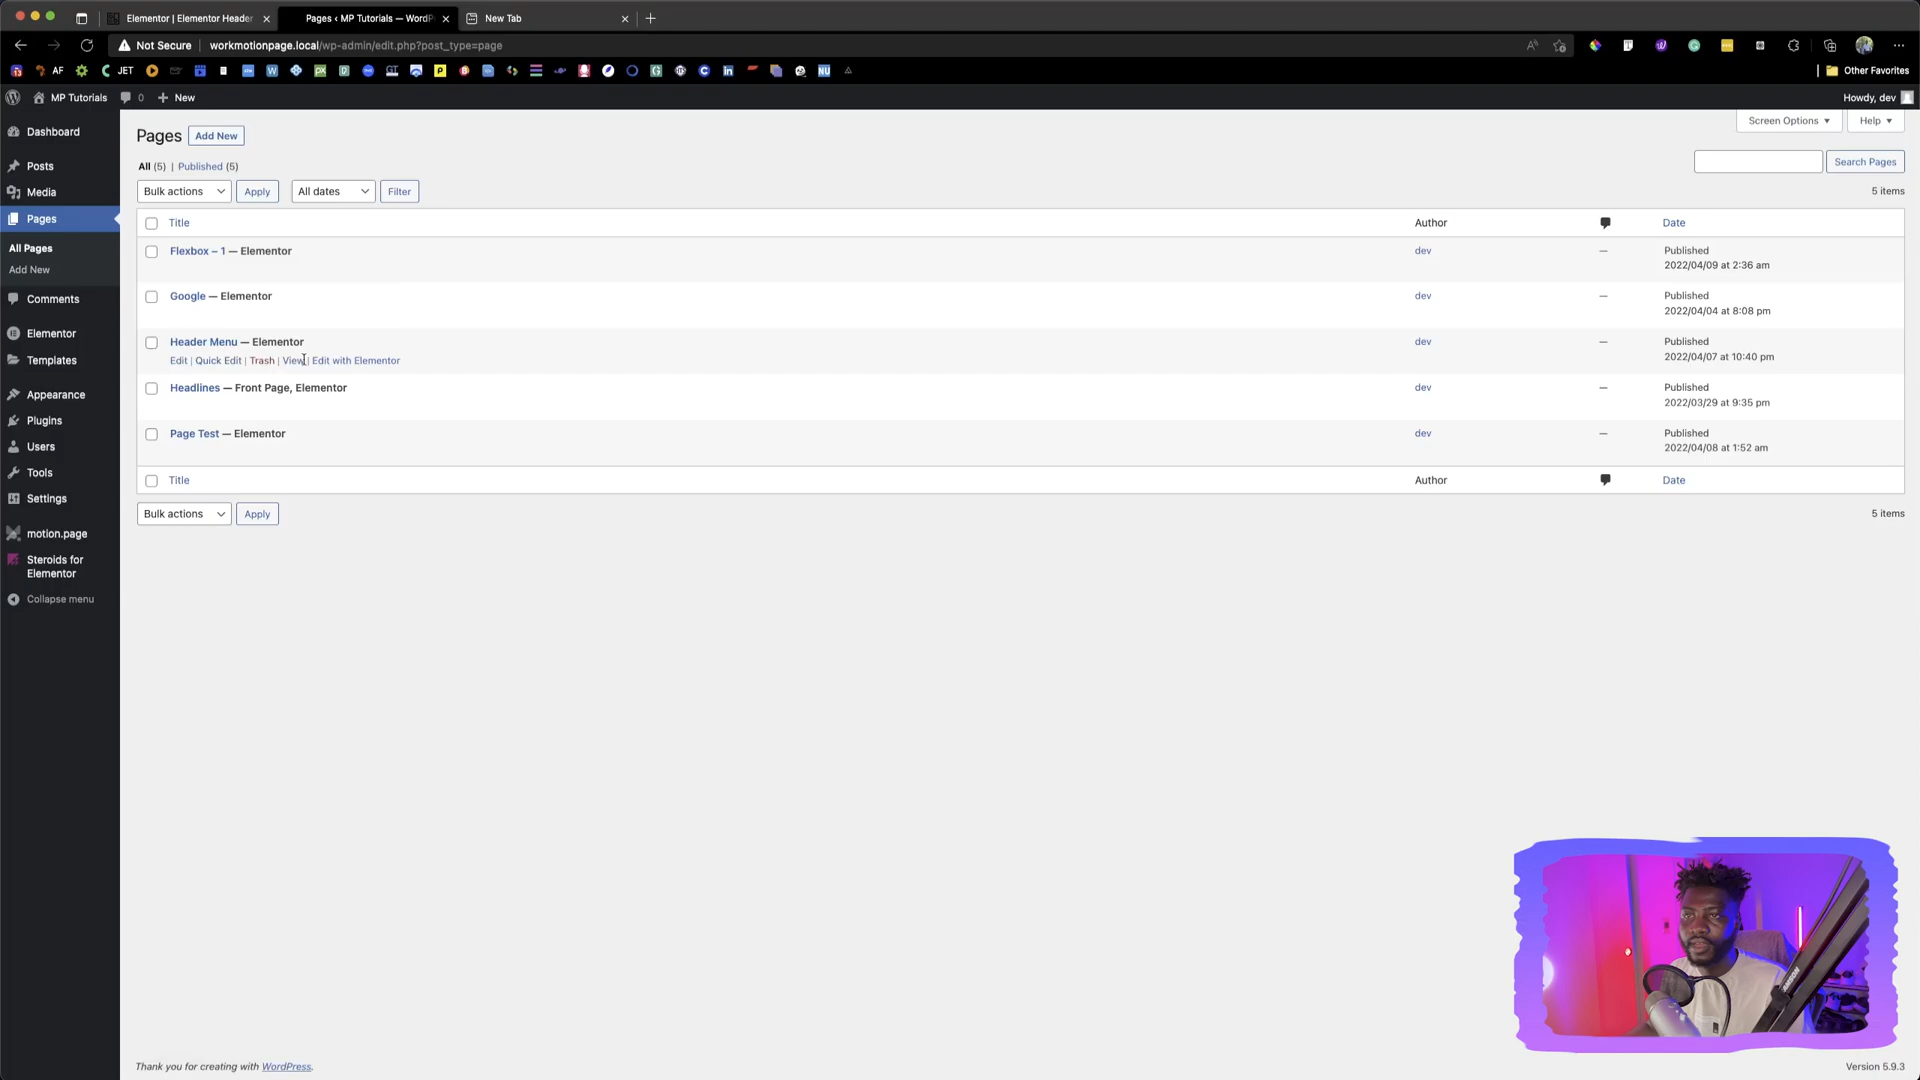 Elementor | Elementor Header
Pages ‹ MP Tutorials — WordP
New Tab
Not Secure
workmotionpage.local/wp-admin/edit.php?post_type=page
AF
JET
Other Favorites
MP Tutorials
0
New
Howdy, dev
Dashboard
Posts
Media
Pages
All Pages
Add New
Comments
Elementor
Templates
Appearance
Plugins
Users
Tools
Settings
motion.page
Steroids for
Elementor
Collapse menu
Pages
Add New
Screen Options
Help
All (5) | Published (5)
Search Pages
Bulk actions
Apply
All dates
Filter
5 items
Title
Author
Date
Flexbox – 1 — Elementor
dev
—
Published
2022/04/09 at 2:36 am
Google — Elementor
dev
—
Published
2022/04/04 at 8:08 pm
Header Menu — Elementor
Edit | Quick Edit | Trash | View | Edit with Elementor
dev
—
Published
2022/04/07 at 10:40 pm
Headlines — Front Page, Elementor
dev
—
Published
2022/03/29 at 9:35 pm
Page Test — Elementor
dev
—
Published
2022/04/08 at 1:52 am
Title
Author
Date
Bulk actions
Apply
5 items
Thank you for creating with WordPress.
Version 5.9.3